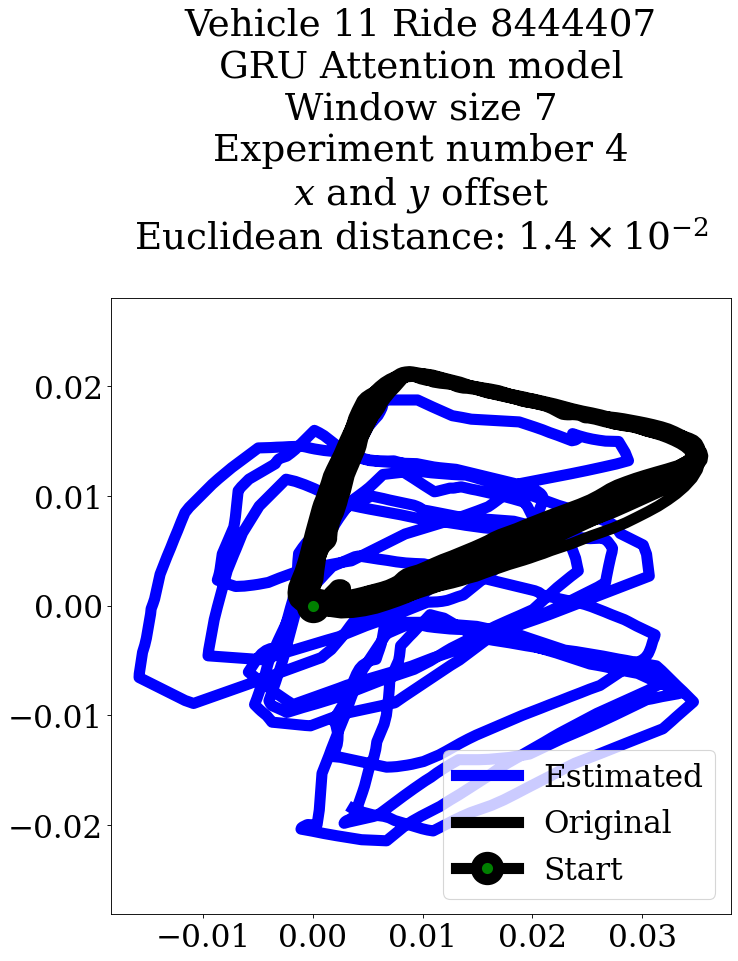 Vehicle 11 Ride 8444407
GRU Attention model
Window size 7
Experiment number 4
x and y offset
Euclidean distance: 1.4 × 10⁻²
0.02
0.01
0.00
−0.01
−0.02
Estimated
Original
Start
−0.01 0.00 0.01 0.02 0.03